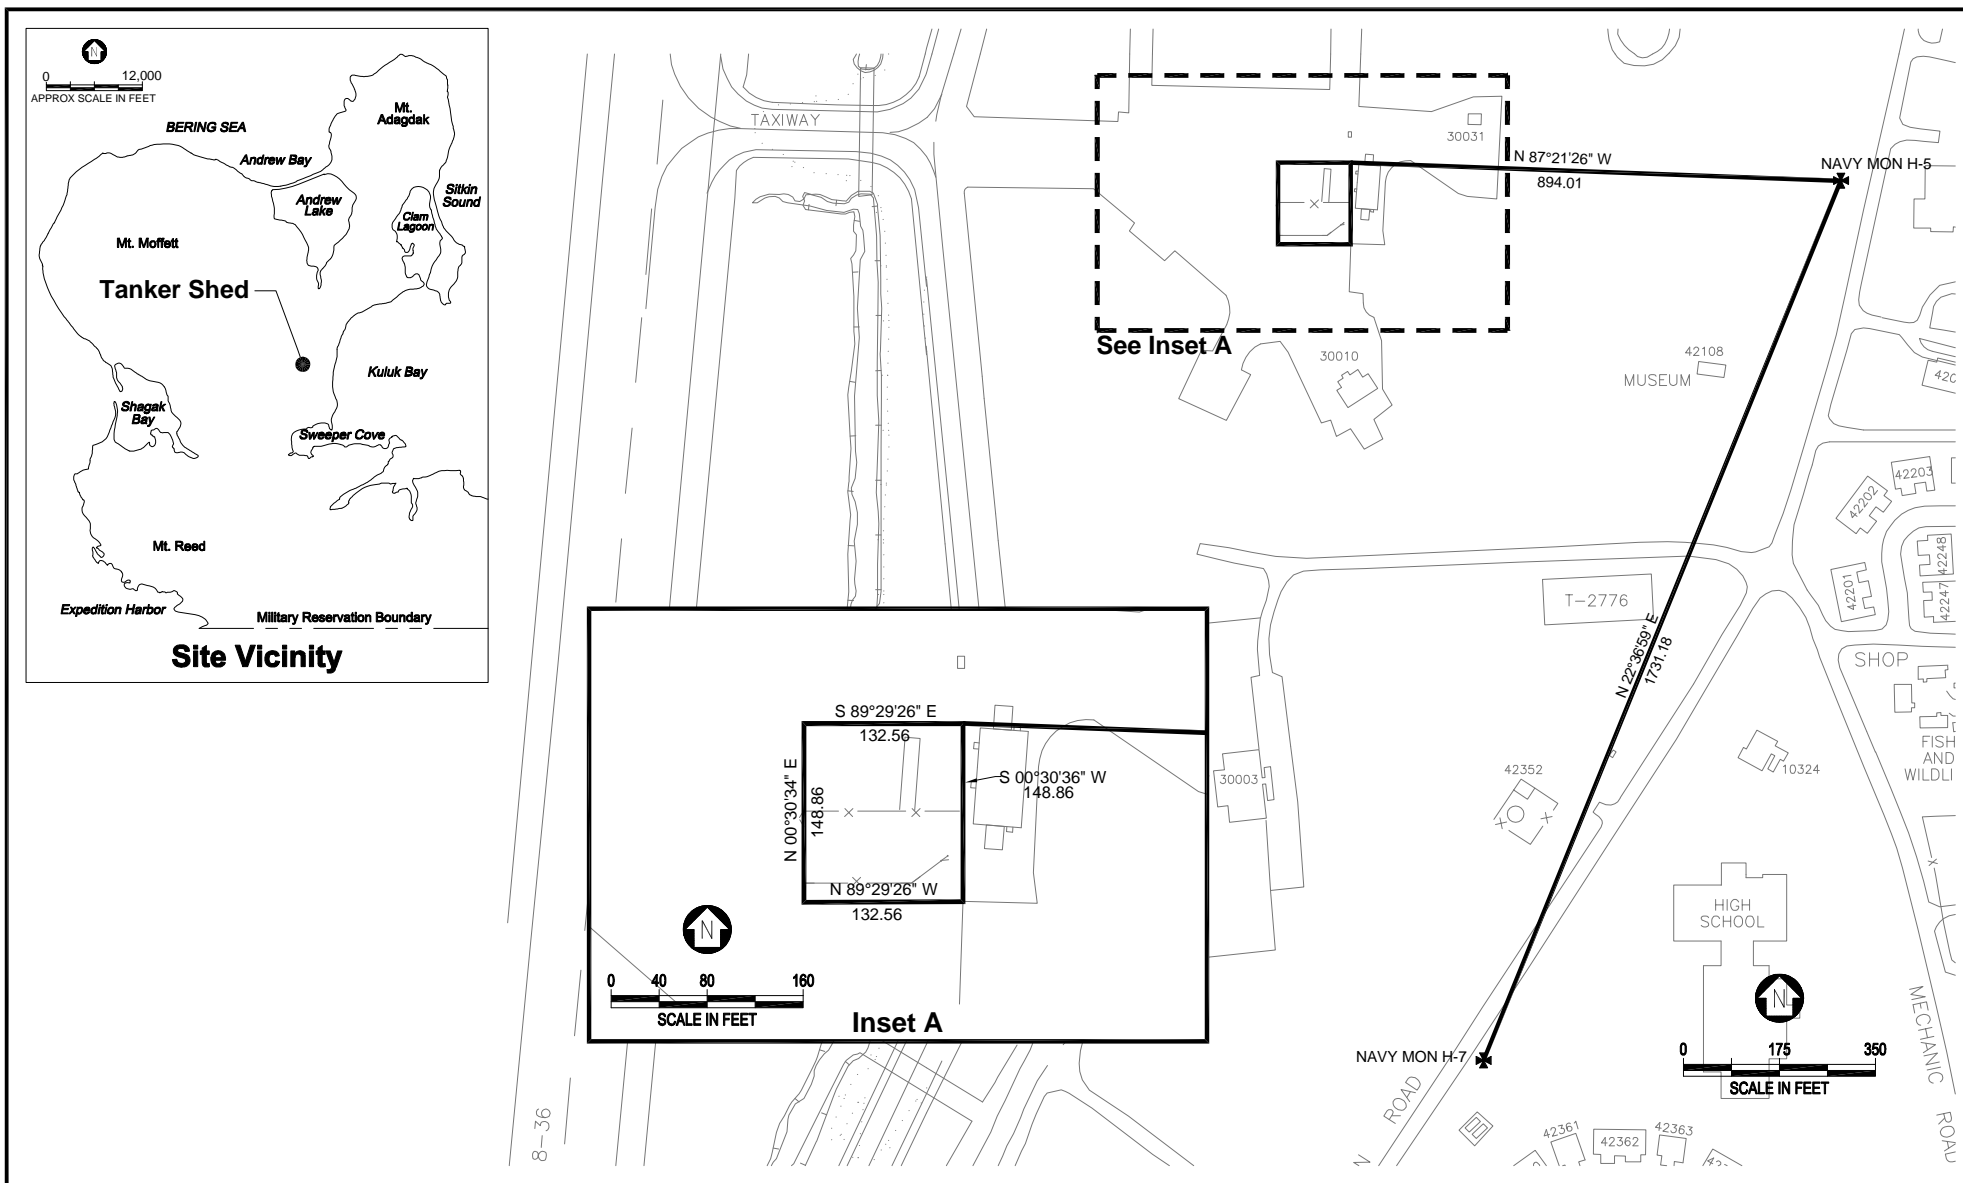 N
0 12,000
APPROX SCALE IN FEET
BERING SEA
Mt.
Adagdak
Andrew Bay
Andrew
Lake
Sitkin
Sound
Clam
Lagoon
Mt. Moffett
Tanker Shed
Kuluk Bay
Shagak
Bay
Sweeper Cove
Mt. Reed
Expedition Harbor
Military Reservation Boundary
Site Vicinity
TAXIWAY
30031
N 87°21'26" W
894.01
NAVY MON H-5
See Inset A
30010
42108
MUSEUM
42203
42202
42248
42201
42247
T-2776
N 22°36'59" E
1731.18
SHOP
FISH
AND
WILDLI
10324
42352
30003
HIGH
SCHOOL
N
0 175 350
SCALE IN FEET
NAVY MON H-7
ROAD
MECHANIC
ROAD
42361
42362
42363
8-36
S 89°29'26" E
132.56
N 00°30'34" E
148.86
S 00°30'36" W
148.86
N 89°29'26" W
132.56
N
0 40 80 160
SCALE IN FEET
Inset A